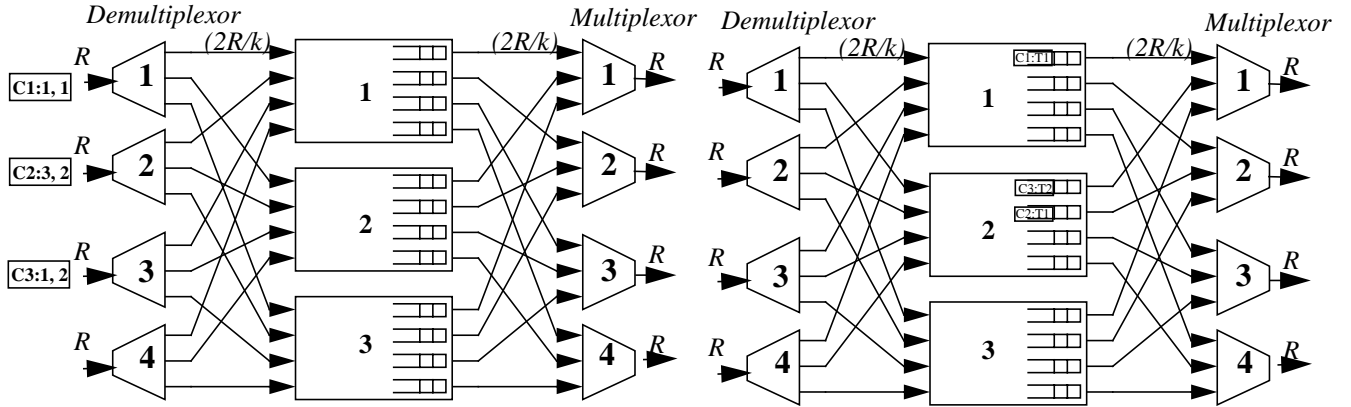 Demultiplexor
Multiplexor
(2R/k)
(2R/k)
R
1
1
1
R
C1:1, 1
R
2
2
R
C2:3, 2
2
R
3
3
R
C3:1, 2
3
R
4
4
R
Demultiplexor
Multiplexor
(2R/k)
(2R/k)
R
1
C1:T1
1
1
R
R
2
2
R
C3:T2
C2:T1
2
R
3
3
R
3
R
4
4
R